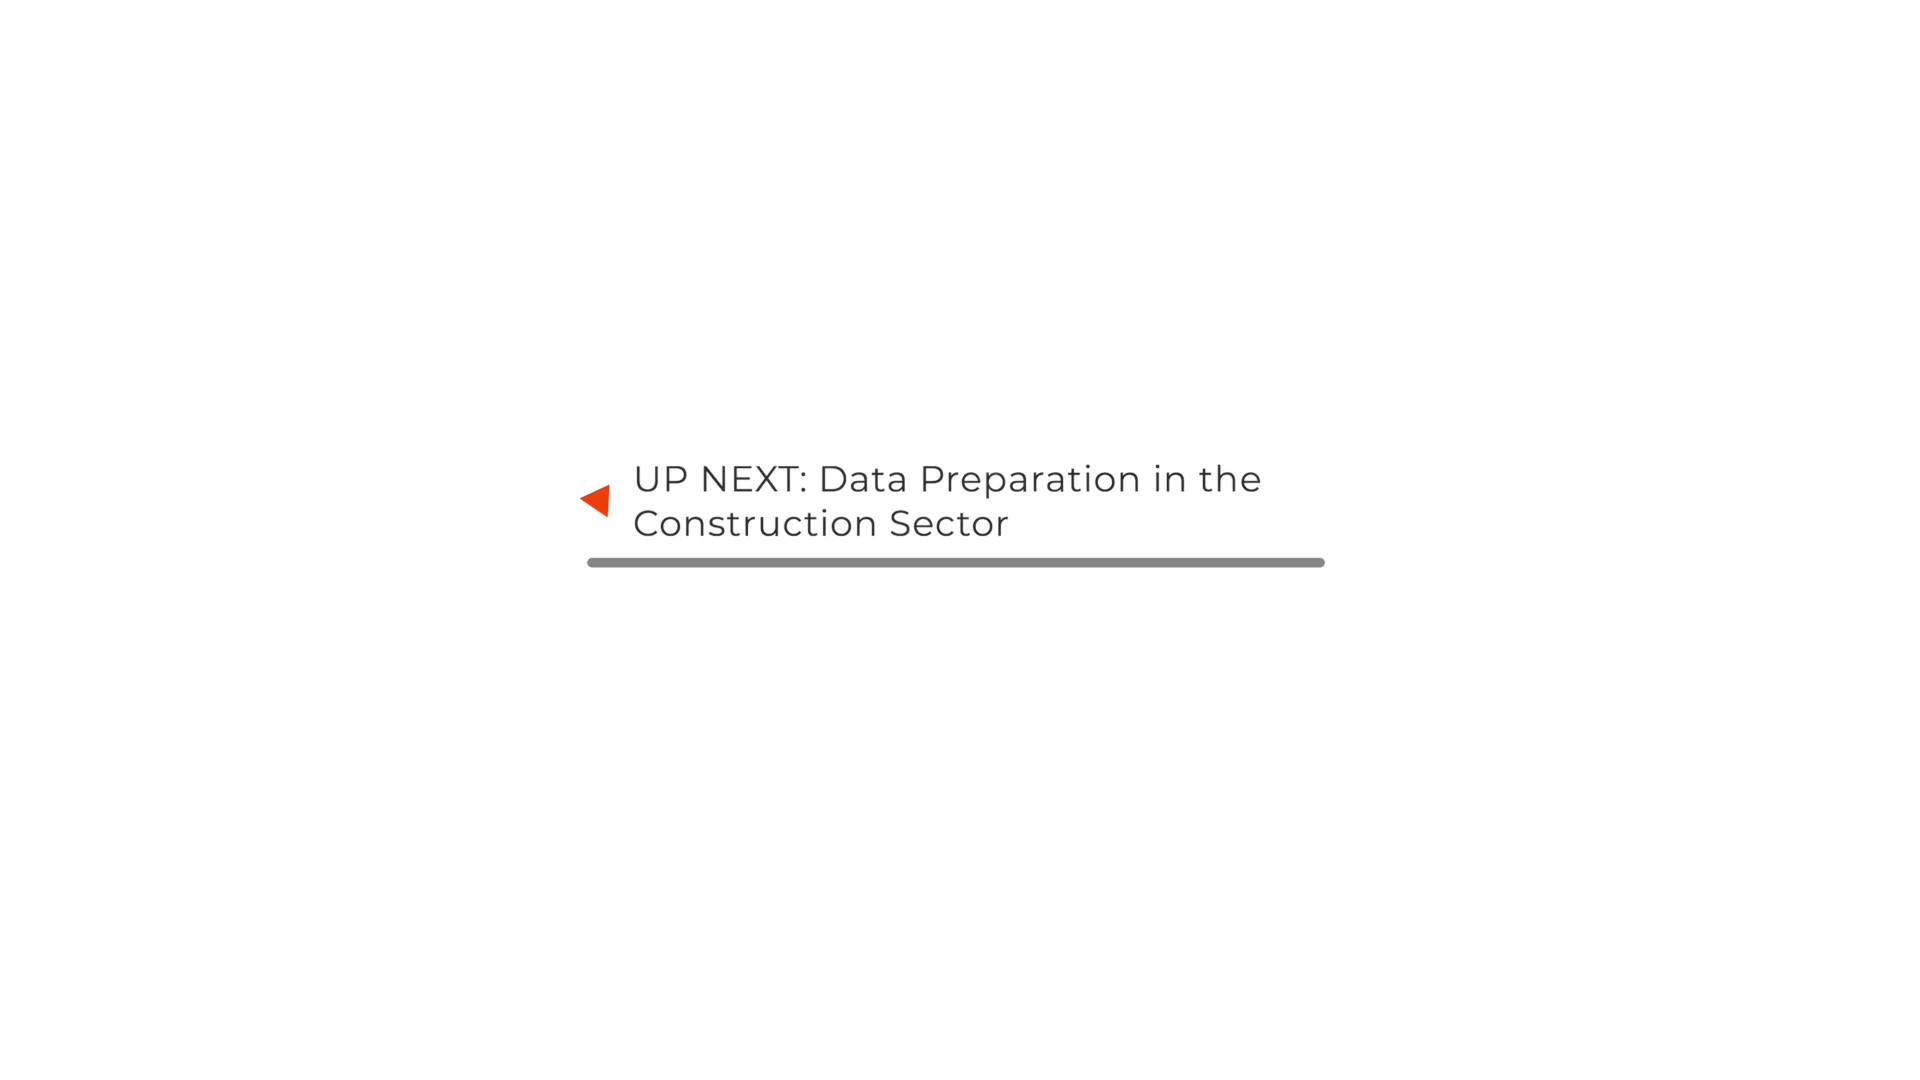 UP NEXT: Data Preparation in the
Construction Sector